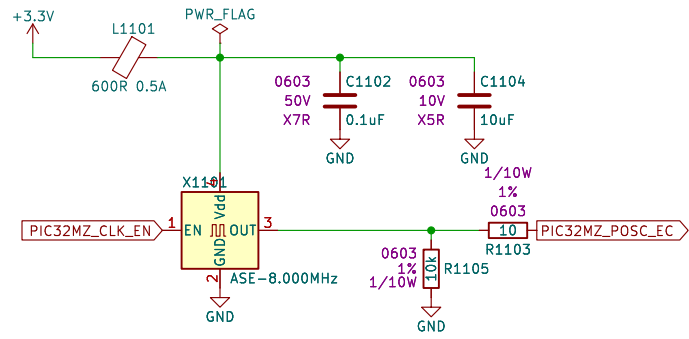 +3.3V
PWR_FLAG
L1101
600R 0.5A
0603
50V
X7R
C1102
0.1uF
GND
0603
10V
X5R
C1104
10uF
GND
X1101
4
Vdd
PIC32MZ_CLK_EN
1
EN
OUT
3
GND
2
ASE-8.000MHz
GND
1/10W
1%
0603
10
R1103
PIC32MZ_POSC_EC
0603
1%
1/10W
10k
R1105
GND